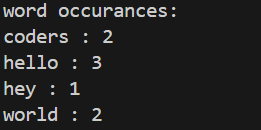 word occurances:
coders : 2
hello : 3
hey : 1
world : 2